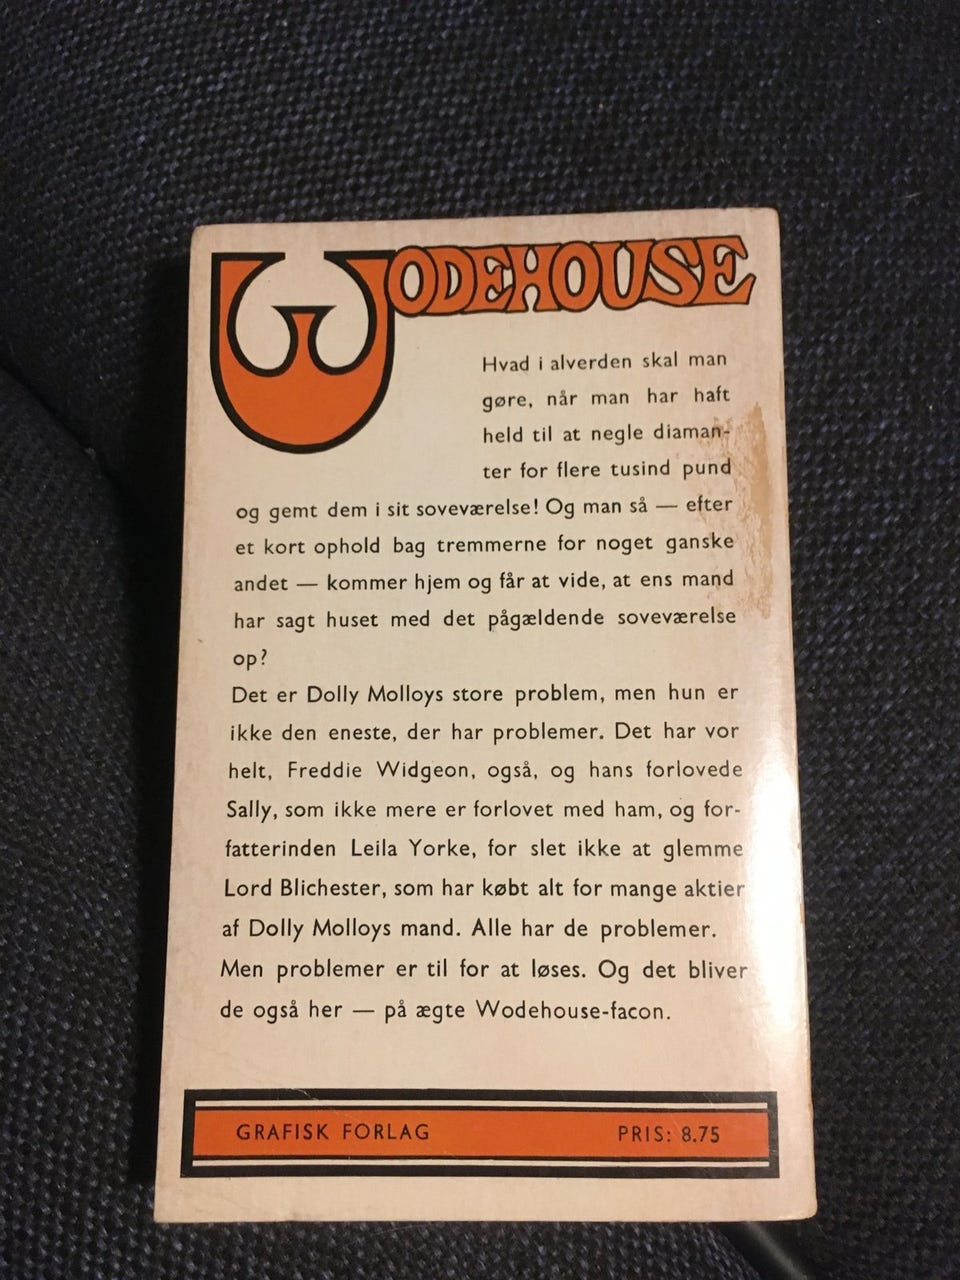 WODEHOUSE
Hvad i alverden skal man
gøre, når man har haft
held til at negle diaman-
ter for flere tusind pund
og gemt dem i sit soveværelse! Og man så — efter
et kort ophold bag tremmerne for noget ganske
andet — kommer hjem og får at vide, at ens mand
har sagt huset med det pågældende soveværelse
op?
Det er Dolly Molloys store problem, men hun er
ikke den eneste, der har problemer. Det har vor
helt, Freddie Widgeon, også, og hans forlovede
Sally, som ikke mere er forlovet med ham, og for-
fatterinden Leila Yorke, for slet ikke at glemme
Lord Blichester, som har købt alt for mange aktier
af Dolly Molloys mand. Alle har de problemer.
Men problemer er til for at løses. Og det bliver
de også her — på ægte Wodehouse-facon.
GRAFISK FORLAG PRIS: 8.75